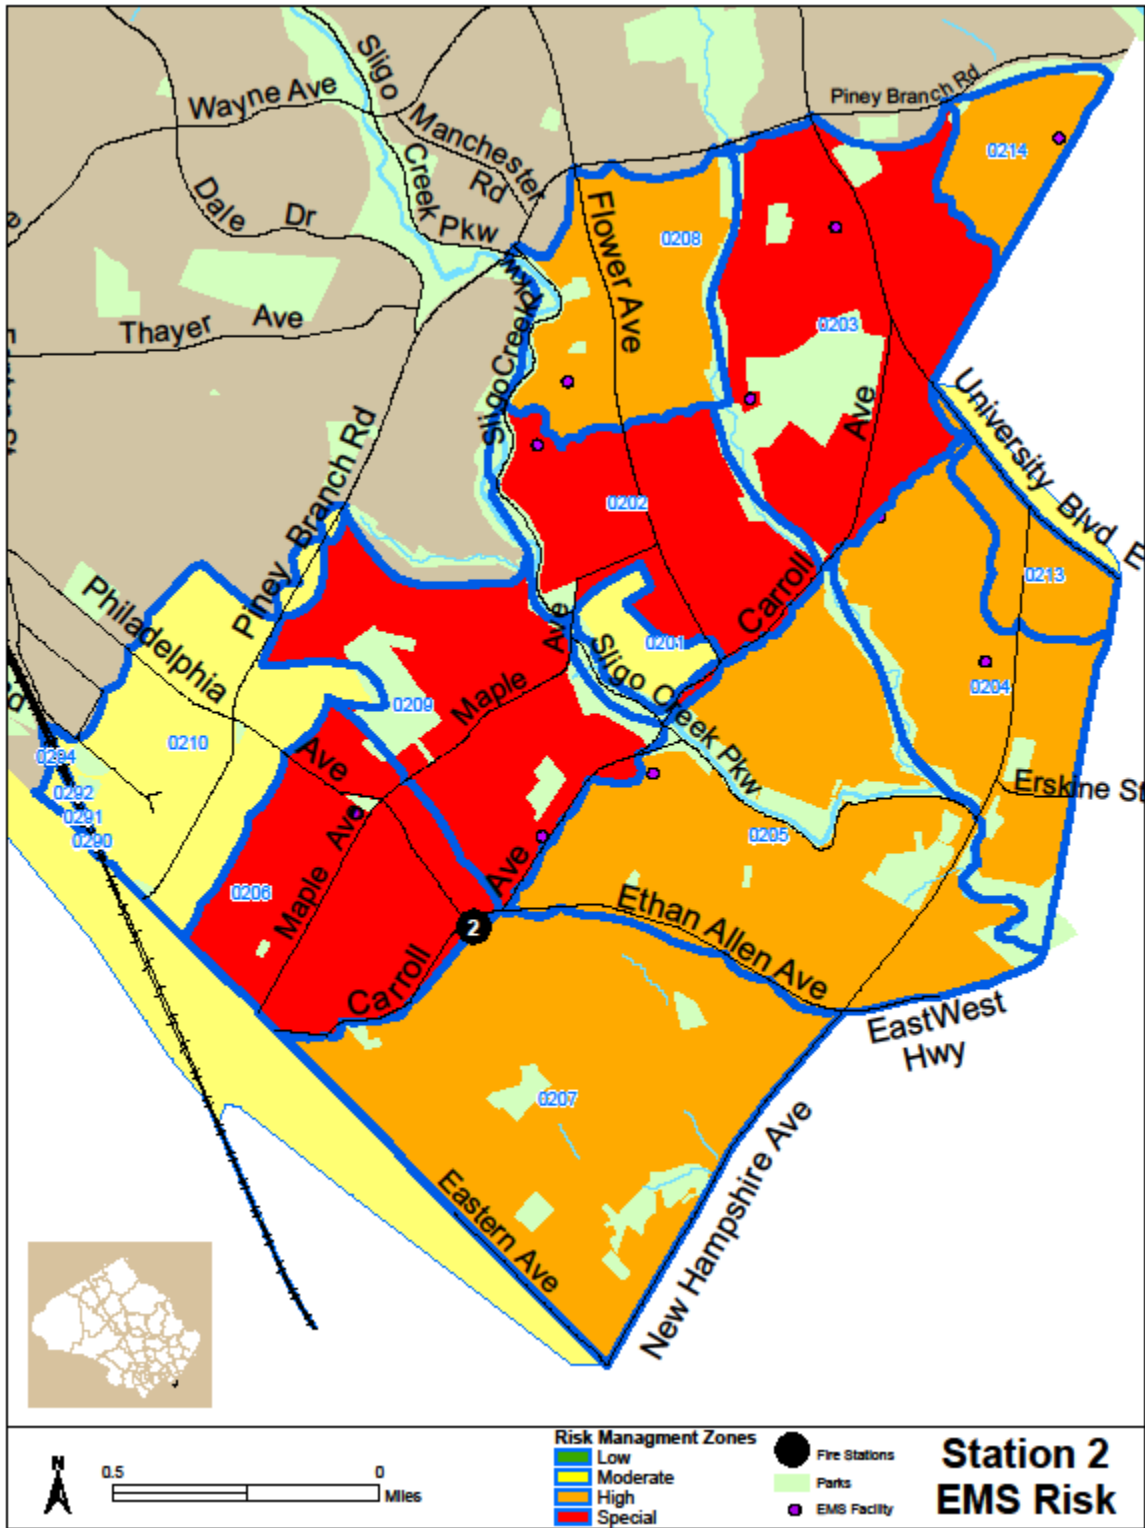 Sligo
Creek
Pkw
Wayne Ave
Manchester
Rd
Piney Branch Rd
Dale Dr
Thayer Ave
Flower Ave
0214
0208
0203
SligoCreekPkw
Ave
University Blvd E
Piney Branch Rd
0202
Carroll
0213
Philadelphia
Ave
Ave
0201
Sligo Creek Pkw
0204
Maple
0209
0210
Erskine St
0294
0292
0291
0290
0205
0206
Maple Ave
Ave
Carroll
2
Ethan Allen Ave
EastWest
Hwy
0207
Eastern Ave
New Hampshire Ave
N
0.5 0
Miles
Risk Managment Zones
Low
Moderate
High
Special
Fire Stations
Parks
EMS Facility
Station 2
EMS Risk